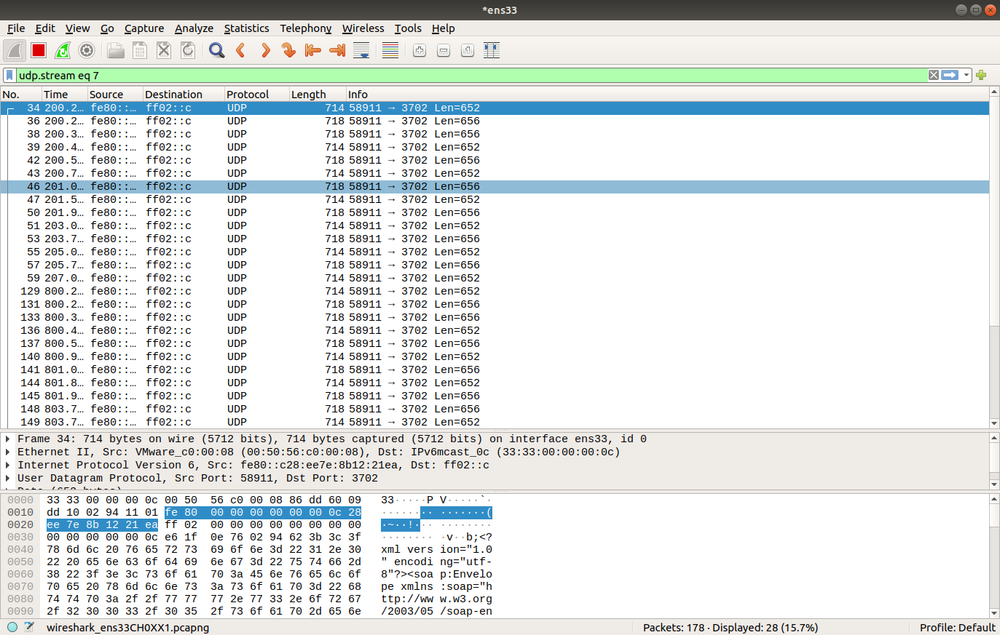 *ens33
File Edit View Go Capture Analyze Statistics Telephony Wireless Tools Help
udp.stream eq 7
No. Time Source Destination Protocol Length Info
34 200.2… fe80::… ff02::c UDP 714 58911 → 3702 Len=652
36 200.2… fe80::… ff02::c UDP 718 58911 → 3702 Len=656
38 200.3… fe80::… ff02::c UDP 718 58911 → 3702 Len=656
39 200.4… fe80::… ff02::c UDP 714 58911 → 3702 Len=652
42 200.5… fe80::… ff02::c UDP 718 58911 → 3702 Len=656
43 200.7… fe80::… ff02::c UDP 714 58911 → 3702 Len=652
46 201.0… fe80::… ff02::c UDP 718 58911 → 3702 Len=656
47 201.5… fe80::… ff02::c UDP 714 58911 → 3702 Len=652
50 201.9… fe80::… ff02::c UDP 718 58911 → 3702 Len=656
51 203.0… fe80::… ff02::c UDP 714 58911 → 3702 Len=652
53 203.7… fe80::… ff02::c UDP 718 58911 → 3702 Len=656
55 205.0… fe80::… ff02::c UDP 714 58911 → 3702 Len=652
57 205.7… fe80::… ff02::c UDP 718 58911 → 3702 Len=656
59 207.0… fe80::… ff02::c UDP 714 58911 → 3702 Len=652
129 800.2… fe80::… ff02::c UDP 714 58911 → 3702 Len=652
131 800.2… fe80::… ff02::c UDP 718 58911 → 3702 Len=656
133 800.3… fe80::… ff02::c UDP 718 58911 → 3702 Len=656
136 800.4… fe80::… ff02::c UDP 714 58911 → 3702 Len=652
137 800.5… fe80::… ff02::c UDP 718 58911 → 3702 Len=656
140 800.9… fe80::… ff02::c UDP 714 58911 → 3702 Len=652
141 801.0… fe80::… ff02::c UDP 718 58911 → 3702 Len=656
144 801.8… fe80::… ff02::c UDP 714 58911 → 3702 Len=652
145 801.9… fe80::… ff02::c UDP 718 58911 → 3702 Len=656
148 803.7… fe80::… ff02::c UDP 718 58911 → 3702 Len=656
149 803.7… fe80::… ff02::c UDP 714 58911 → 3702 Len=652
Frame 34: 714 bytes on wire (5712 bits), 714 bytes captured (5712 bits) on interface ens33, id 0
Ethernet II, Src: VMware_c0:00:08 (00:50:56:c0:00:08), Dst: IPv6mcast_0c (33:33:00:00:00:0c)
Internet Protocol Version 6, Src: fe80::c28:ee7e:8b12:21ea, Dst: ff02::c
User Datagram Protocol, Src Port: 58911, Dst Port: 3702
Data (652 bytes)
0000 33 33 00 00 00 0c 00 50 56 c0 00 08 86 dd 60 09 33·····P V·····`·
0010 dd 10 02 94 11 01 fe 80 00 00 00 00 00 00 0c 28 ········ ·······(
0020 ee 7e 8b 12 21 ea ff 02 00 00 00 00 00 00 00 00 ·~··!··· ········
0030 00 00 00 00 00 0c e6 1f 0e 76 02 94 62 3b 3c 3f ········ ·v··b;<?
0040 78 6d 6c 20 76 65 72 73 69 6f 6e 3d 22 31 2e 30 xml vers ion="1.0
0050 22 20 65 6e 63 6f 64 69 6e 67 3d 22 75 74 66 2d " encodi ng="utf-
0060 38 22 3f 3e 3c 73 6f 61 70 3a 45 6e 76 65 6c 6f 8"?><soa p:Envelo
0070 70 65 20 78 6d 6c 6e 73 3a 73 6f 61 70 3d 22 68 pe xmlns :soap="h
0080 74 74 70 3a 2f 2f 77 77 77 2e 77 33 2e 6f 72 67 ttp://ww w.w3.org
0090 2f 32 30 30 33 2f 30 35 2f 73 6f 61 70 2d 65 6e /2003/05 /soap-en
wireshark_ens33CH0XX1.pcapng Packets: 178 · Displayed: 28 (15.7%) Profile: Default